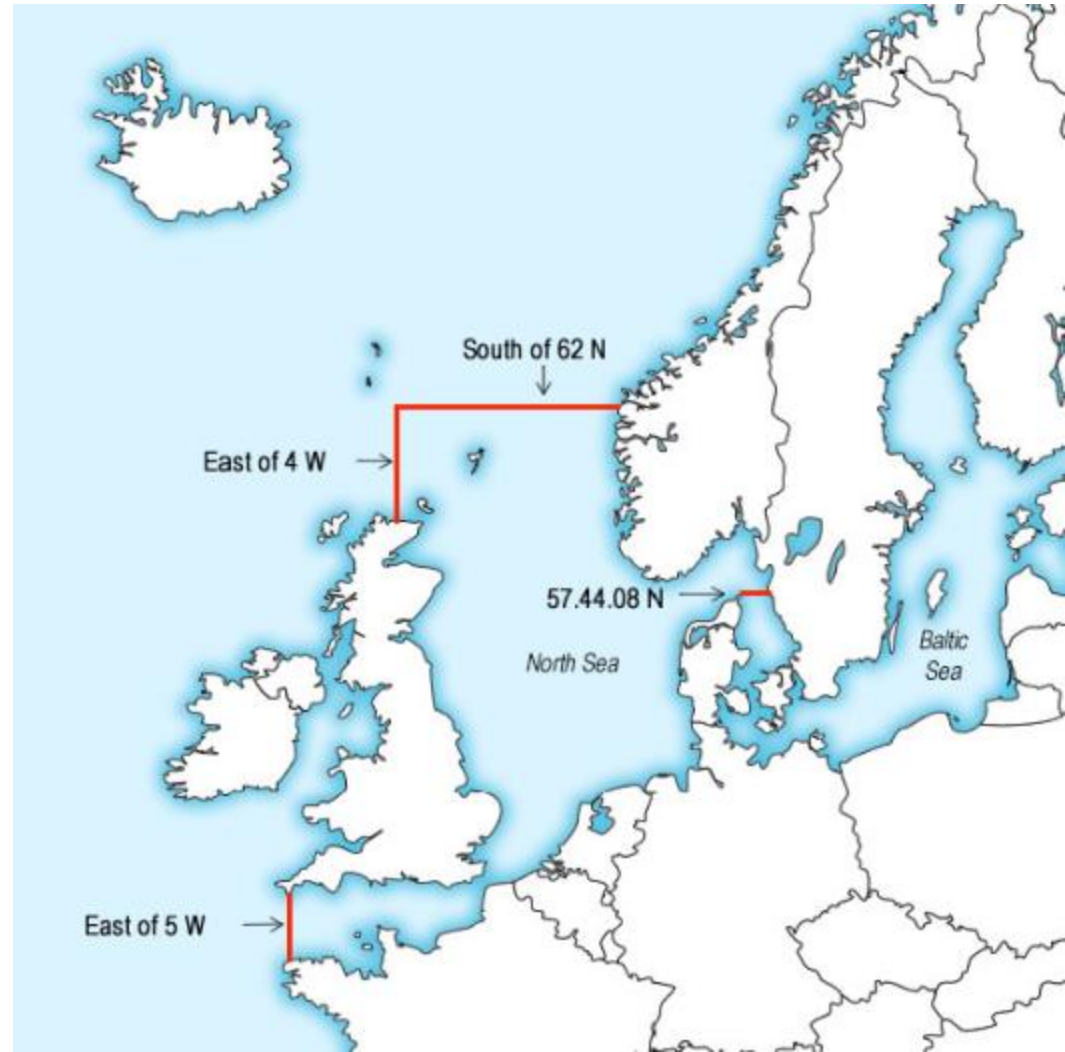 South of 62 N
East of 4 W
57.44.08 N
North Sea
Baltic
Sea
East of 5 W